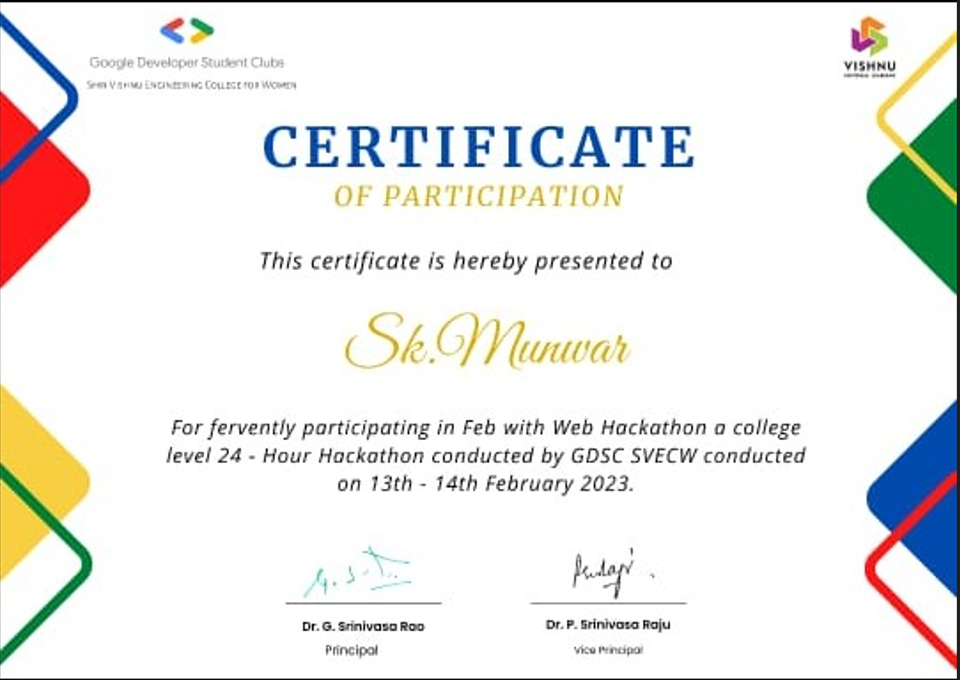 Google Developer Student Clubs
SHRI VISHNU ENGINEERING COLLEGE FOR WOMEN
VISHNU
UNIVERSAL LEARNING
CERTIFICATE
OF PARTICIPATION
This certificate is hereby presented to
Sk.Munwar
For fervently participating in Feb with Web Hackathon a college
level 24 - Hour Hackathon conducted by GDSC SVECW conducted
on 13th - 14th February 2023.
Dr. G. Srinivasa Rao
Principal
Dr. P. Srinivasa Raju
Vice Principal